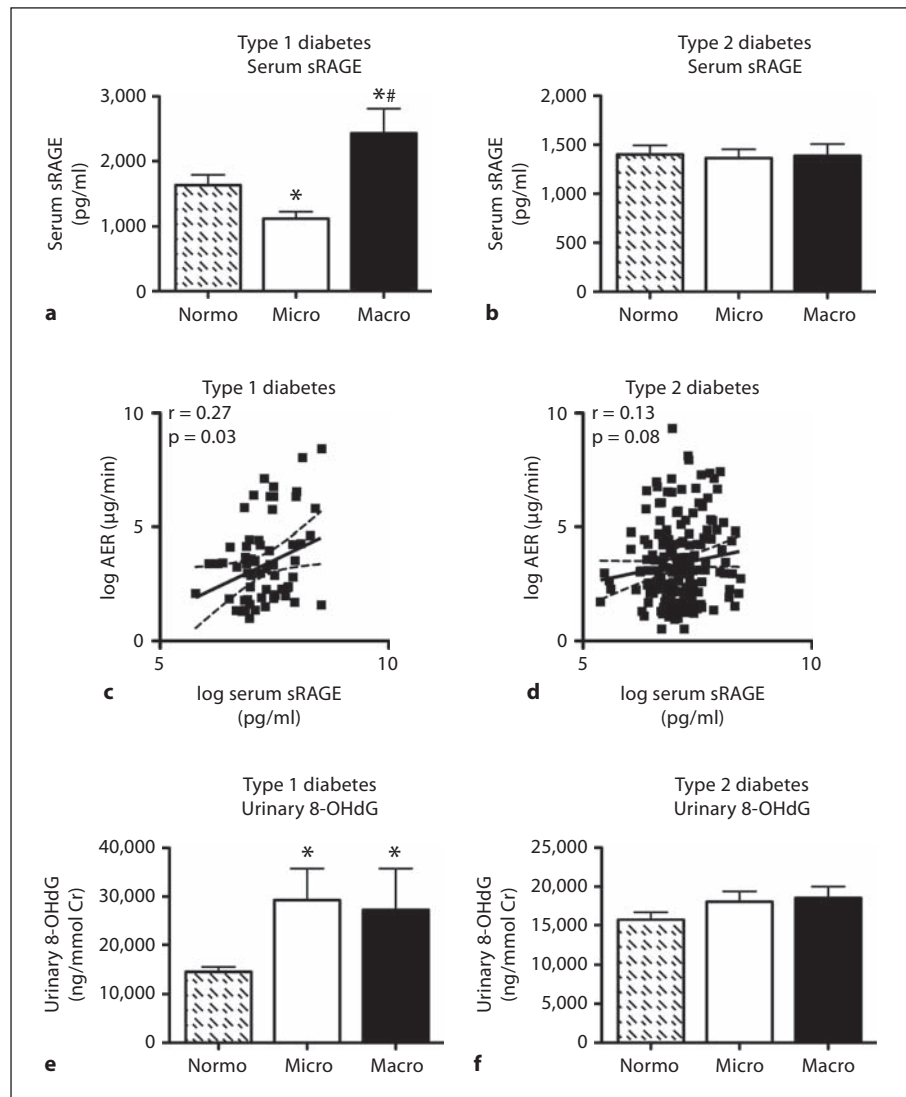 Type 1 diabetes
Serum sRAGE
Serum sRAGE
(pg/ml)
3,000
2,000
1,000
0
*
*#
Normo
Micro
Macro
a
Type 2 diabetes
Serum sRAGE
Serum sRAGE
(pg/ml)
2,000
1,500
1,000
500
0
Normo
Micro
Macro
b
Type 1 diabetes
r = 0.27
p = 0.03
log AER (µg/min)
10
5
0
5
10
log serum sRAGE
(pg/ml)
c
Type 2 diabetes
r = 0.13
p = 0.08
log AER (µg/min)
10
5
0
5
10
log serum sRAGE
(pg/ml)
d
Type 1 diabetes
Urinary 8-OHdG
Urinary 8-OHdG
(ng/mmol Cr)
40,000
30,000
20,000
10,000
0
*
*
Normo
Micro
Macro
e
Type 2 diabetes
Urinary 8-OHdG
Urinary 8-OHdG
(ng/mmol Cr)
25,000
20,000
15,000
10,000
5,000
0
Normo
Micro
Macro
f